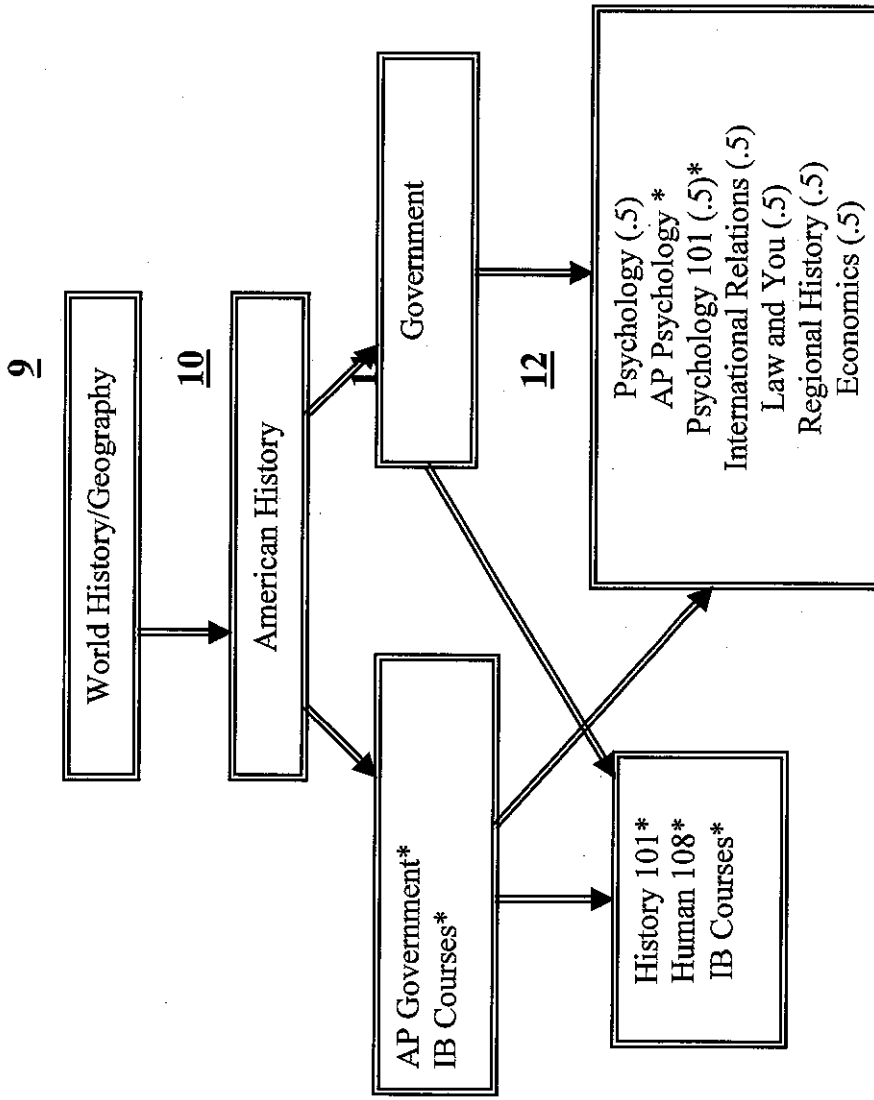 9
World History/Geography
10
American History
AP Government*
IB Courses*
Government
12
History 101*
Human 108*
IB Courses*
Psychology (.5)
AP Psychology *
Psychology 101 (.5)*
International Relations (.5)
Law and You (.5)
Regional History (.5)
Economics (.5)